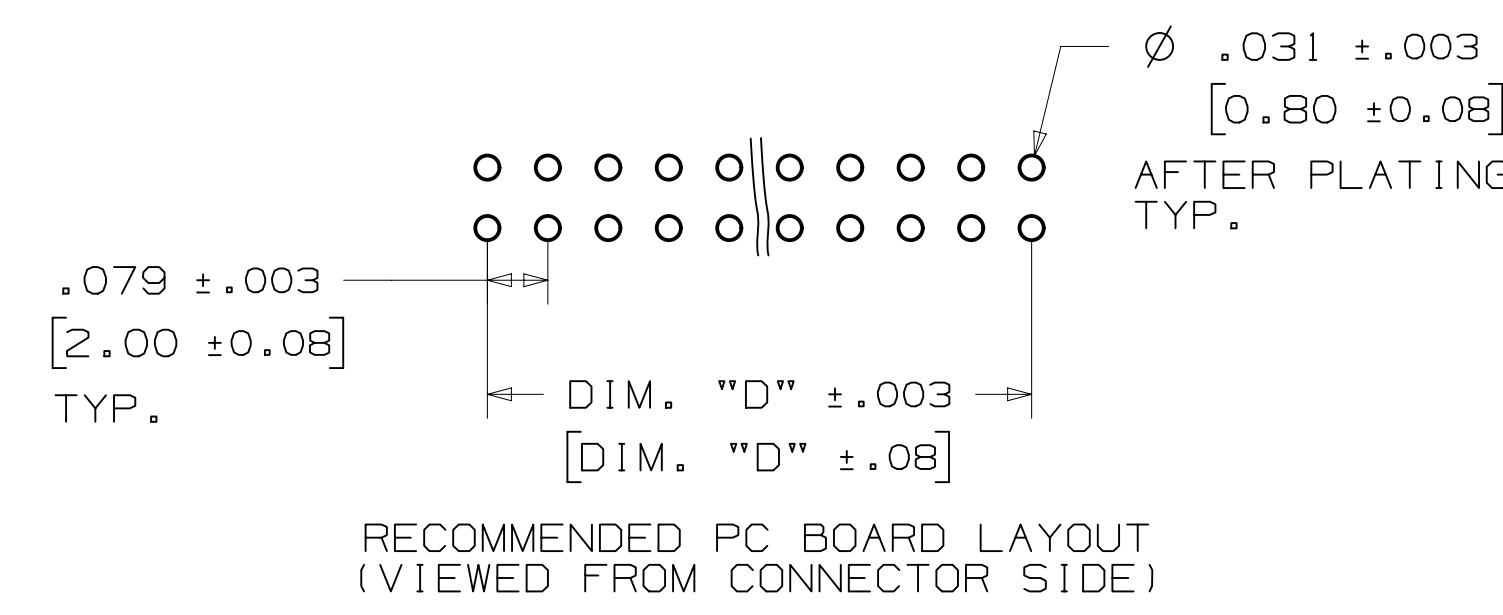 Ø .031 ±.003
[0.80 ±0.08]
AFTER PLATING
TYP.
.079 ±.003
[2.00 ±0.08]
TYP.
DIM. "D" ±.003
[DIM. "D" ±.08]
RECOMMENDED PC BOARD LAYOUT
(VIEWED FROM CONNECTOR SIDE)